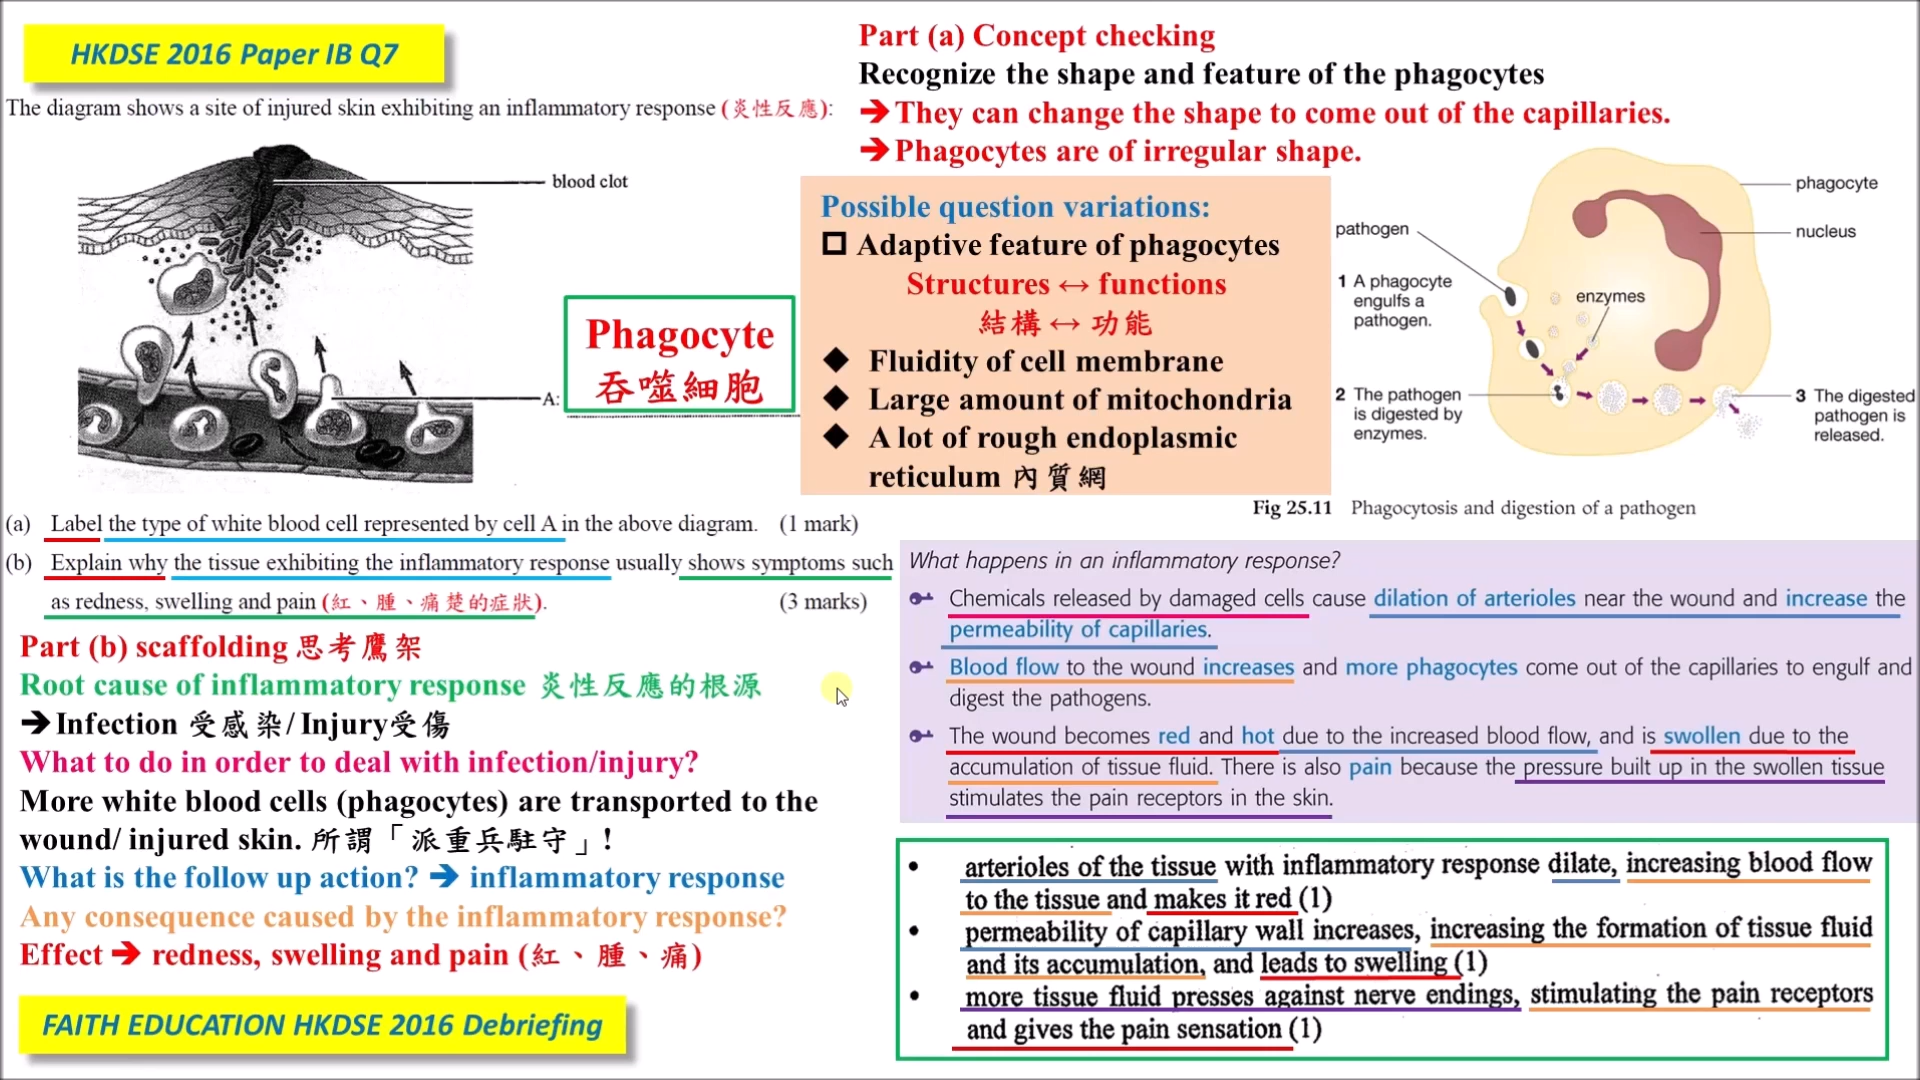 HKDSE 2016 Paper IB Q7
The diagram shows a site of injured skin exhibiting an inflammatory response (炎性反應):
blood clot
A:
Phagocyte
吞噬細胞
(a) Label the type of white blood cell represented by cell A in the above diagram. (1 mark)
(b) Explain why the tissue exhibiting the inflammatory response usually shows symptoms such
as redness, swelling and pain (紅、腫、痛楚的症狀). (3 marks)
Part (b) scaffolding 思考鷹架
Root cause of inflammatory response 炎性反應的根源
➔Infection 受感染/Injury受傷
What to do in order to deal with infection/injury?
More white blood cells (phagocytes) are transported to the
wound/ injured skin. 所謂「派重兵駐守」!
What is the follow up action? ➔ inflammatory response
Any consequence caused by the inflammatory response?
Effect ➔ redness, swelling and pain (紅、腫、痛)
FAITH EDUCATION HKDSE 2016 Debriefing
Part (a) Concept checking
Recognize the shape and feature of the phagocytes
➔They can change the shape to come out of the capillaries.
➔Phagocytes are of irregular shape.
Possible question variations:
❑ Adaptive feature of phagocytes
Structures ↔ functions
結構 ↔ 功能
◆ Fluidity of cell membrane
◆ Large amount of mitochondria
◆ A lot of rough endoplasmic
reticulum 內質網
phagocyte
pathogen
nucleus
1 A phagocyte
engulfs a
pathogen.
enzymes
2 The pathogen
is digested by
enzymes.
3 The digested
pathogen is
released.
Fig 25.11 Phagocytosis and digestion of a pathogen
What happens in an inflammatory response?
Chemicals released by damaged cells cause dilation of arterioles near the wound and increase the
permeability of capillaries.
Blood flow to the wound increases and more phagocytes come out of the capillaries to engulf and
digest the pathogens.
The wound becomes red and hot due to the increased blood flow, and is swollen due to the
accumulation of tissue fluid. There is also pain because the pressure built up in the swollen tissue
stimulates the pain receptors in the skin.
• arterioles of the tissue with inflammatory response dilate, increasing blood flow
to the tissue and makes it red (1)
• permeability of capillary wall increases, increasing the formation of tissue fluid
and its accumulation, and leads to swelling (1)
• more tissue fluid presses against nerve endings, stimulating the pain receptors
and gives the pain sensation (1)